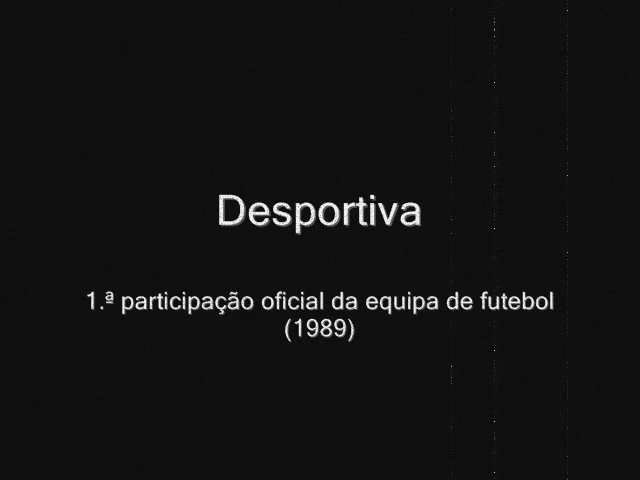 Desportiva
1.ª participação oficial da equipa de futebol
(1989)